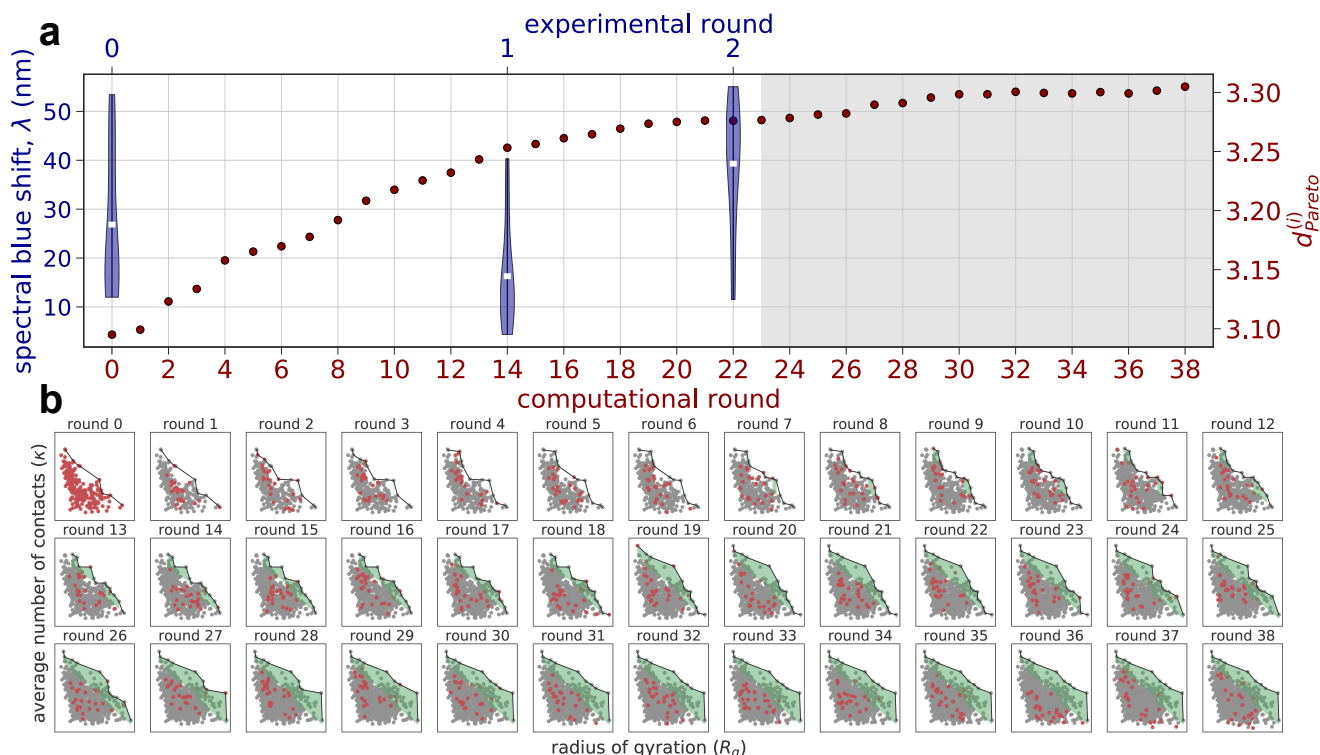 a
experimental round
0 1 2
spectral blue shift, λ (nm)
50
40
30
20
10
3.30
3.25
3.20
3.15
3.10
d_{Pareto}^{(i)}
0 2 4 6 8 10 12 14 16 18 20 22 24 26 28 30 32 34 36 38
computational round
b
average number of contacts (κ)
round 0 round 1 round 2 round 3 round 4 round 5 round 6 round 7 round 8 round 9 round 10 round 11 round 12
round 13 round 14 round 15 round 16 round 17 round 18 round 19 round 20 round 21 round 22 round 23 round 24 round 25
round 26 round 27 round 28 round 29 round 30 round 31 round 32 round 33 round 34 round 35 round 36 round 37 round 38
radius of gyration (R_g)